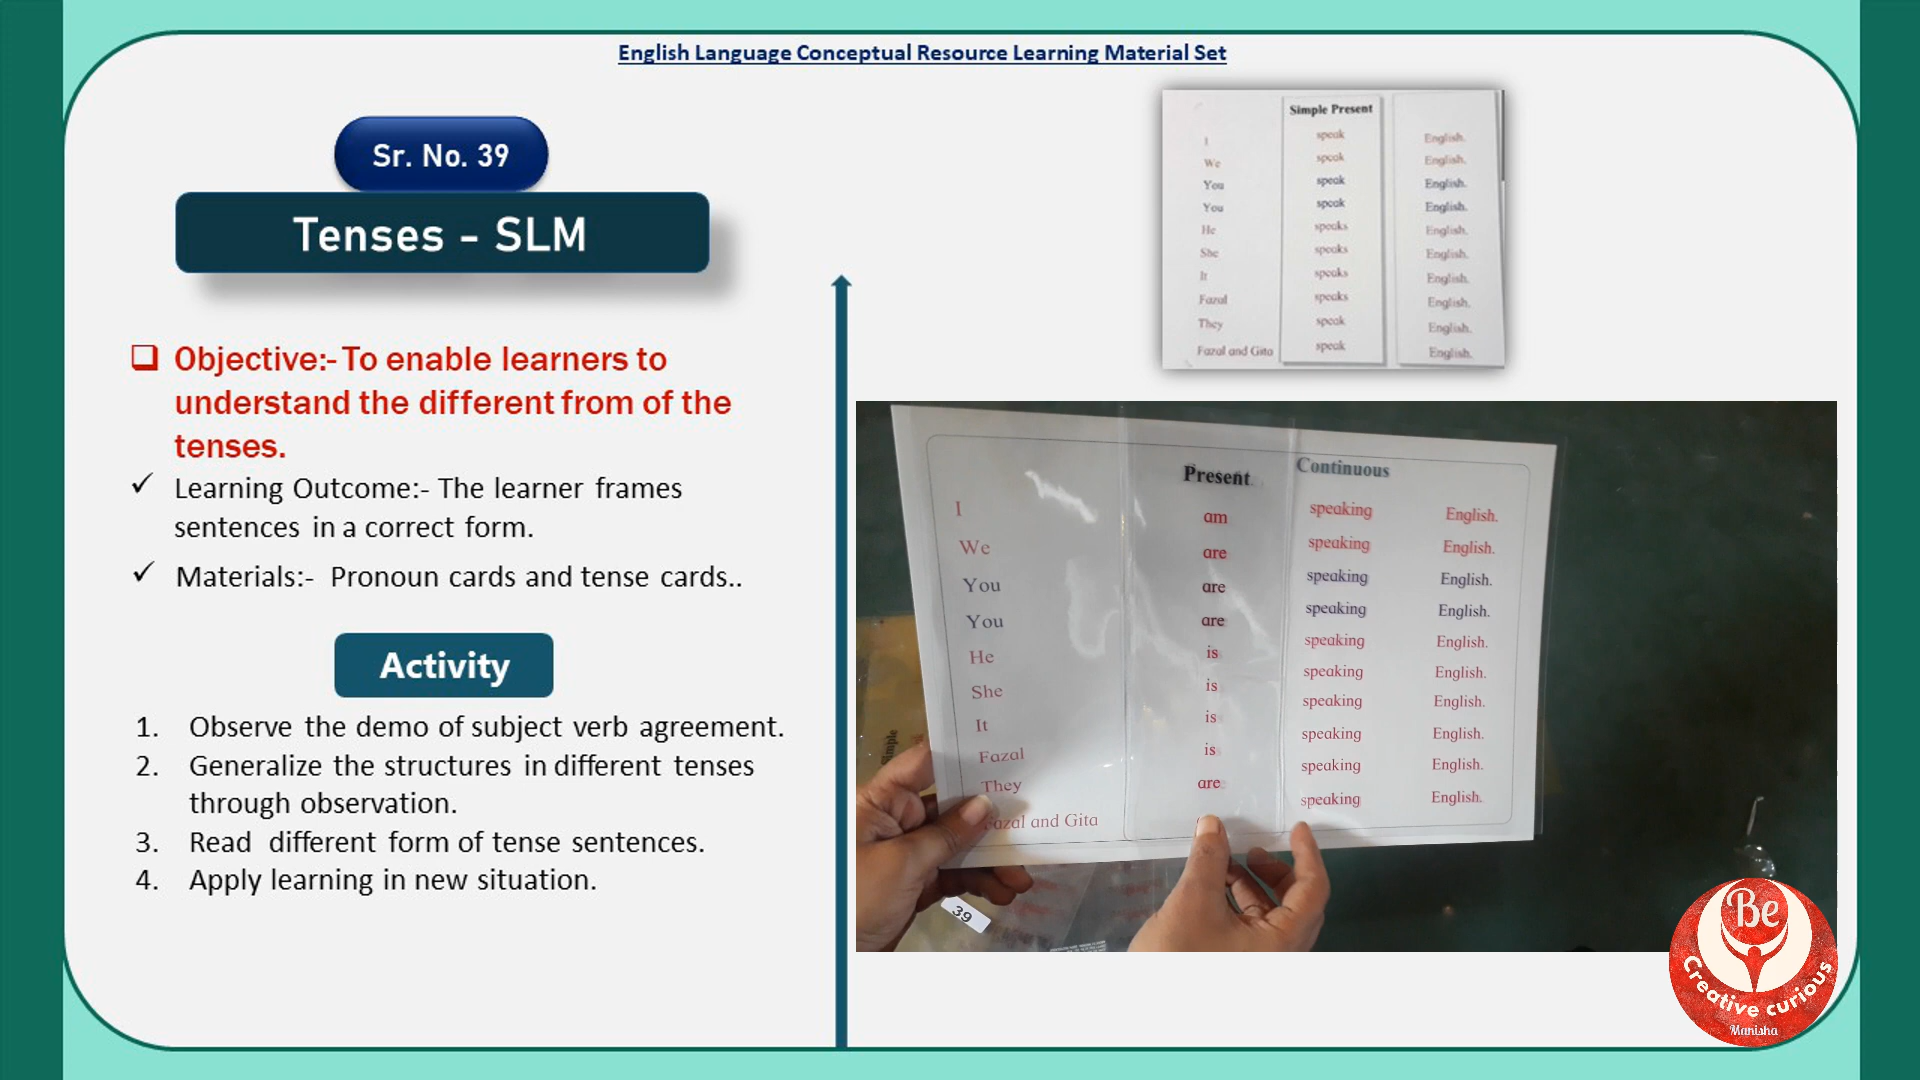 English Language Conceptual Resource Learning Material Set
Sr. No. 39
Tenses - SLM
Objective:- To enable learners to
understand the different from of the
tenses.
Learning Outcome:- The learner frames
sentences in a correct form.
Materials:- Pronoun cards and tense cards..
Activity
1. Observe the demo of subject verb agreement.
2. Generalize the structures in different tenses
through observation.
3. Read different form of tense sentences.
4. Apply learning in new situation.
Simple Present
I speak English.
We speak English.
You speak English.
You speak English.
He speaks English.
She speaks English.
It speaks English.
Fazal speaks English.
They speak English.
Fazal and Gita speak English.
Present Continuous
I am speaking English.
We are speaking English.
You are speaking English.
You are speaking English.
He is speaking English.
She is speaking English.
It is speaking English.
Fazal is speaking English.
They are speaking English.
Fazal and Gita speaking English.
Simple
39
Be
Creative curious
Manisha